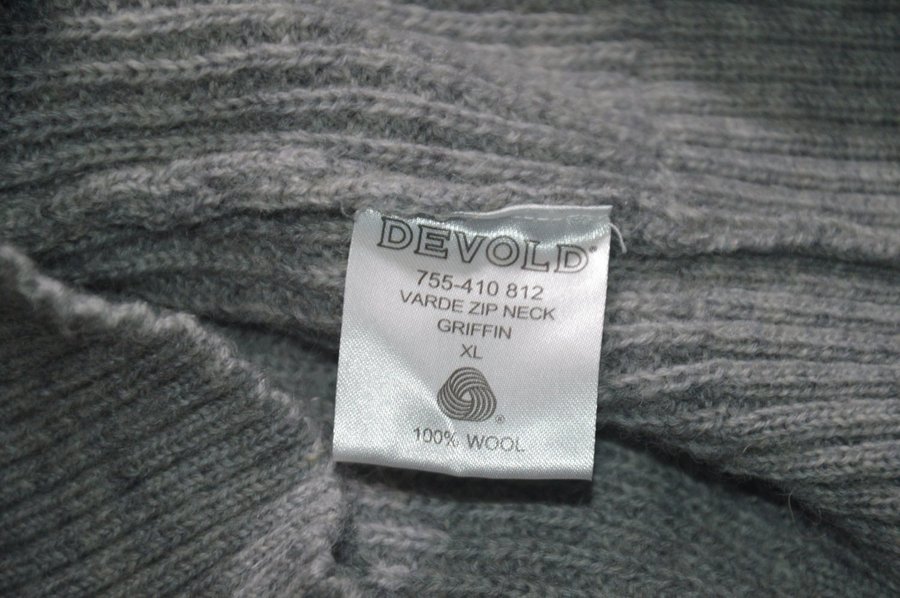 DEVOLD®
755-410 812
VARDE ZIP NECK
GRIFFIN
XL
®
100% WOOL